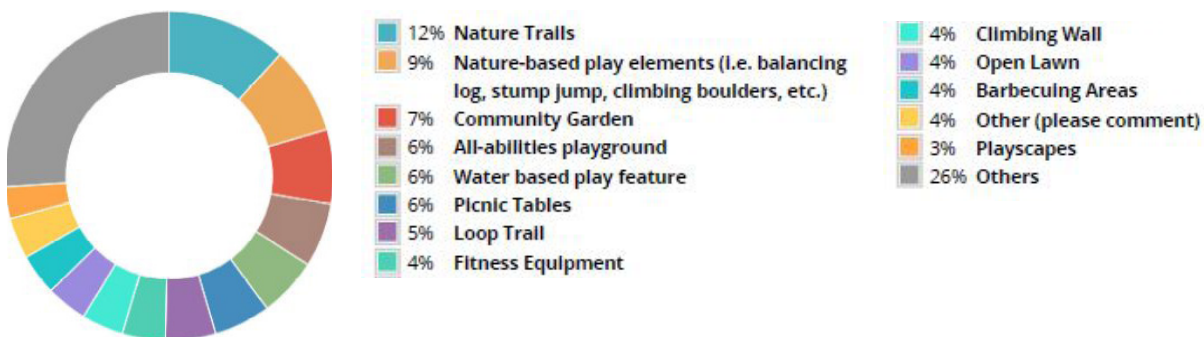 12% Nature Trails
9% Nature-based play elements (i.e. balancing
log, stump jump, climbing boulders, etc.)
7% Community Garden
6% All-abilities playground
6% Water based play feature
6% Picnic Tables
5% Loop Trail
4% Fitness Equipment
4% Climbing Wall
4% Open Lawn
4% Barbecuing Areas
4% Other (please comment)
3% Playscapes
26% Others